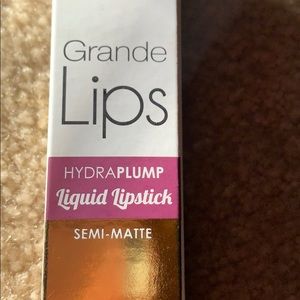 Grande
Lips
HYDRAPLUMP
Liquid Lipstick
SEMI-MATTE